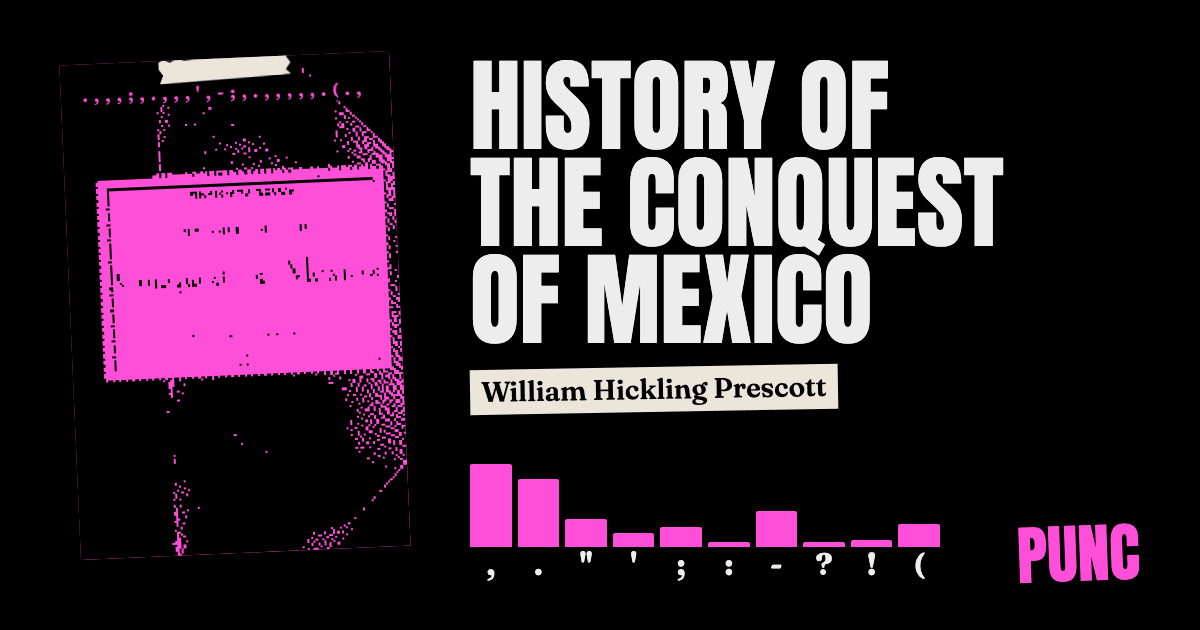 .,,,;,.,,,',-;,.,,,,,.(.,
HISTORY OF
THE CONQUEST
OF MEXICO
William Hickling Prescott
, . " ' ; : - ? ! (
PUNC